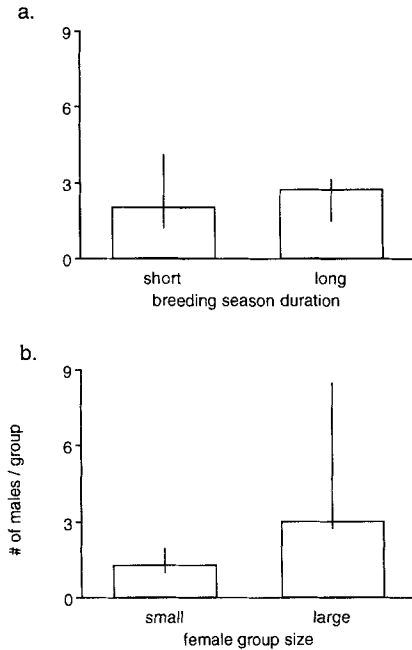 a.
9
6
3
0
short long
breeding season duration
b.
# of males / group
9
6
3
0
small large
female group size